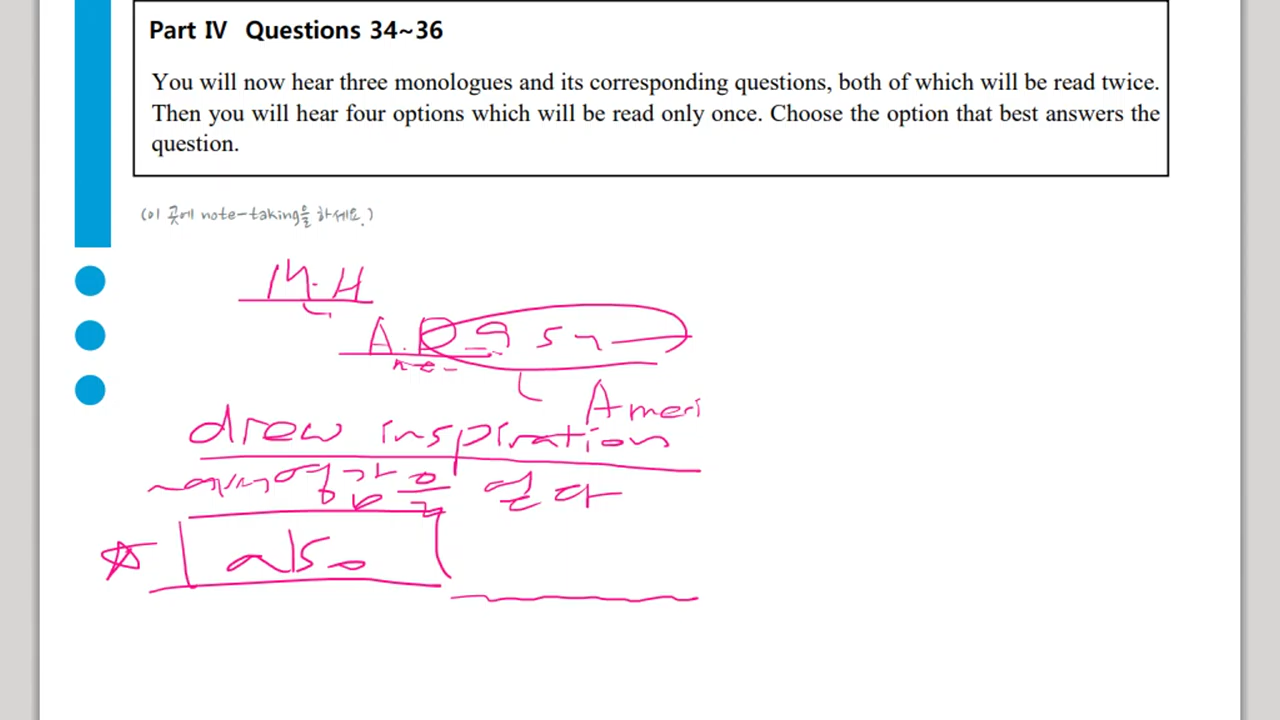 Part IV Questions 34~36
You will now hear three monologues and its corresponding questions, both of which will be read twice.
Then you will hear four options which will be read only once. Choose the option that best answers the
question.
(이 곳에 note-taking을 하세요.)
M.H
A.D
Ameri
drew inspiration
~에서 영감을 얻다
also